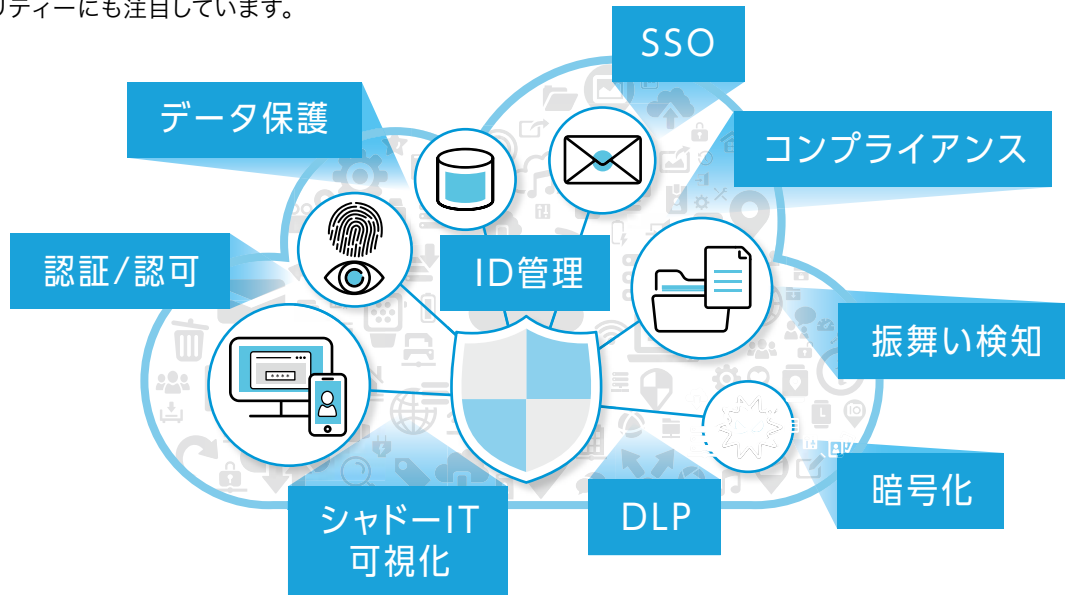 リティーにも注目しています。
SSO
データ保護
コンプライアンス
認証/認可
ID管理
振舞い検知
暗号化
シャドーIT
可視化
DLP